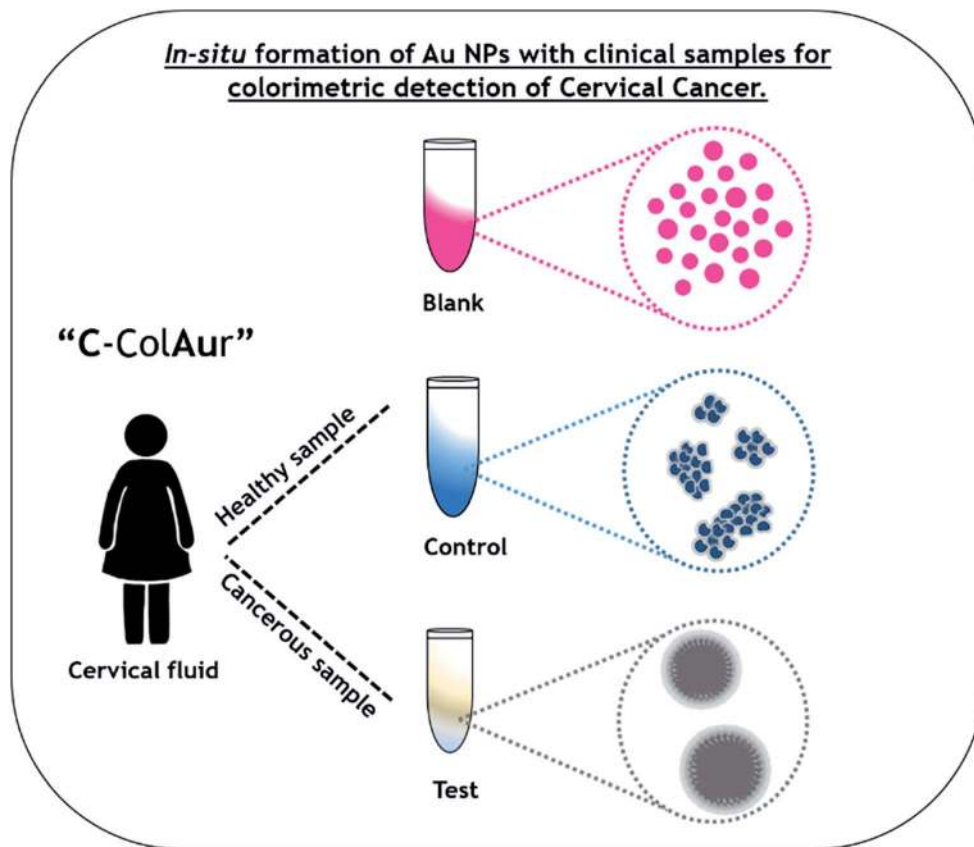 In-situ formation of Au NPs with clinical samples for
colorimetric detection of Cervical Cancer.
Blank
“C-ColAur”
Healthy sample
Control
Cervical fluid
Cancerous sample
Test